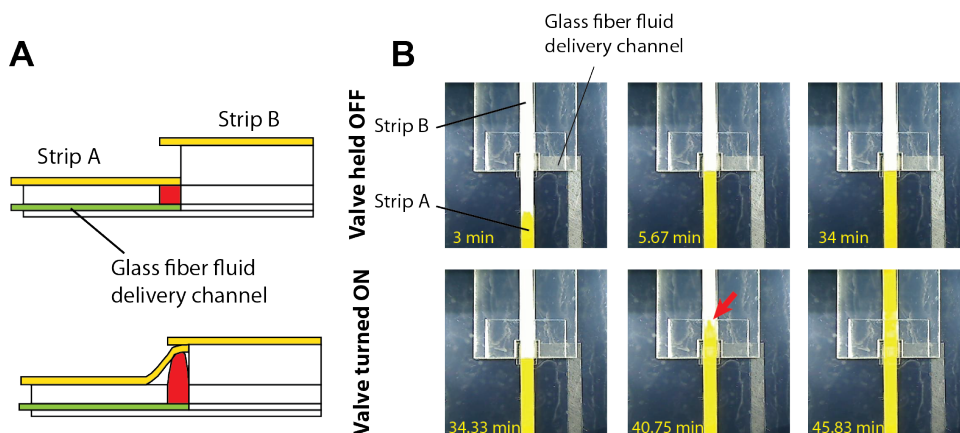 A
Strip A
Strip B
Glass fiber fluid
delivery channel
B
Glass fiber fluid
delivery channel
Valve held OFF
Strip B
Strip A
3 min
5.67 min
34 min
Valve turned ON
34.33 min
40.75 min
45.83 min